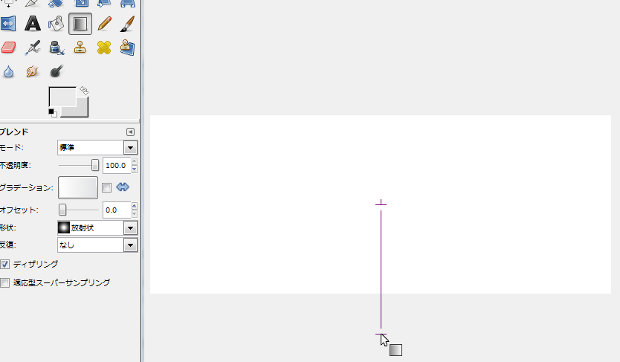 ブレンド
モード: 標準
不透明度: 100.0
グラデーション:
オフセット: 0.0
形状: 放射状
反復: なし
ディザリング
適応型スーパーサンプリング